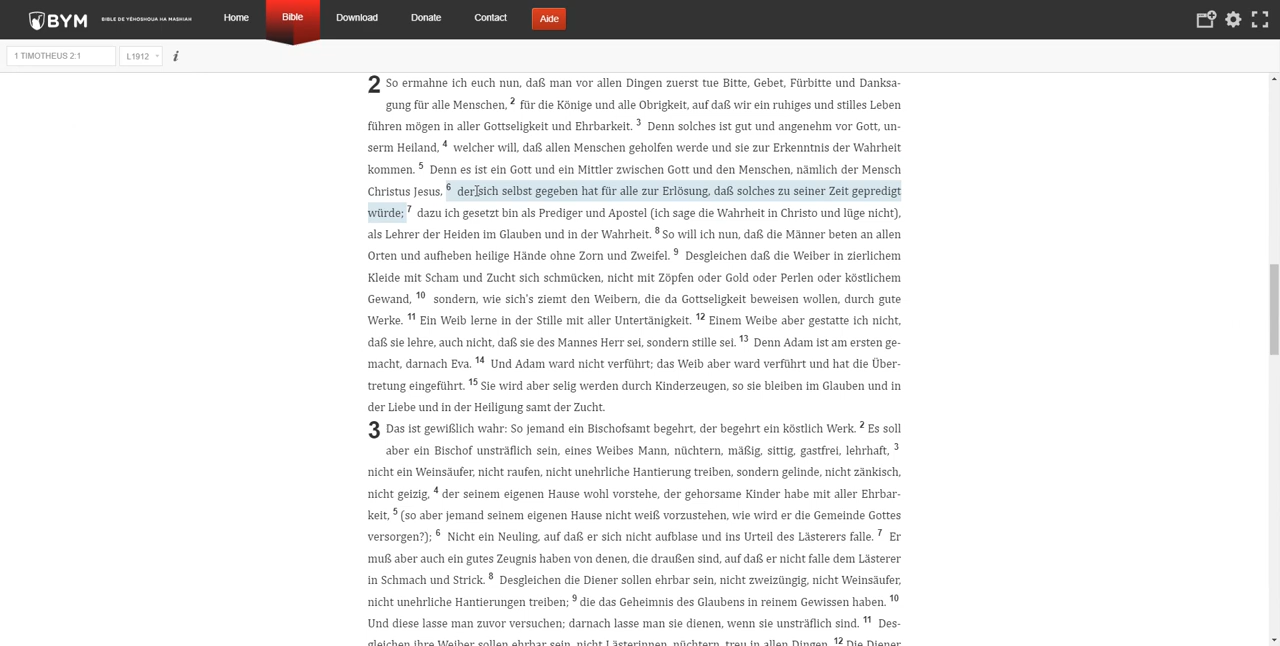 BYM BIBLE DE YÉHOSHOUA HA MASHIAH Home Bible Download Donate Contact Aide
1 TIMOTHEUS 2:1 L1912 i
2 So ermahne ich euch nun, daß man vor allen Dingen zuerst tue Bitte, Gebet, Fürbitte und Danksa-
gung für alle Menschen, 2 für die Könige und alle Obrigkeit, auf daß wir ein ruhiges und stilles Leben
führen mögen in aller Gottseligkeit und Ehrbarkeit. 3 Denn solches ist gut und angenehm vor Gott, un-
serm Heiland, 4 welcher will, daß allen Menschen geholfen werde und sie zur Erkenntnis der Wahrheit
kommen. 5 Denn es ist ein Gott und ein Mittler zwischen Gott und den Menschen, nämlich der Mensch
Christus Jesus, 6 der sich selbst gegeben hat für alle zur Erlösung, daß solches zu seiner Zeit gepredigt
würde; 7 dazu ich gesetzt bin als Prediger und Apostel (ich sage die Wahrheit in Christo und lüge nicht),
als Lehrer der Heiden im Glauben und in der Wahrheit. 8 So will ich nun, daß die Männer beten an allen
Orten und aufheben heilige Hände ohne Zorn und Zweifel. 9 Desgleichen daß die Weiber in zierlichem
Kleide mit Scham und Zucht sich schmücken, nicht mit Zöpfen oder Gold oder Perlen oder köstlichem
Gewand, 10 sondern, wie sich's ziemt den Weibern, die da Gottseligkeit beweisen wollen, durch gute
Werke. 11 Ein Weib lerne in der Stille mit aller Untertänigkeit. 12 Einem Weibe aber gestatte ich nicht,
daß sie lehre, auch nicht, daß sie des Mannes Herr sei, sondern stille sei. 13 Denn Adam ist am ersten ge-
macht, darnach Eva. 14 Und Adam ward nicht verführt; das Weib aber ward verführt und hat die Über-
tretung eingeführt. 15 Sie wird aber selig werden durch Kinderzeugen, so sie bleiben im Glauben und in
der Liebe und in der Heiligung samt der Zucht.
3 Das ist gewißlich wahr: So jemand ein Bischofsamt begehrt, der begehrt ein köstlich Werk. 2 Es soll
aber ein Bischof unsträflich sein, eines Weibes Mann, nüchtern, mäßig, sittig, gastfrei, lehrhaft, 3
nicht ein Weinsäufer, nicht raufen, nicht unehrliche Hantierung treiben, sondern gelinde, nicht zänkisch,
nicht geizig, 4 der seinem eigenen Hause wohl vorstehe, der gehorsame Kinder habe mit aller Ehrbar-
keit, 5 (so aber jemand seinem eigenen Hause nicht weiß vorzustehen, wie wird er die Gemeinde Gottes
versorgen?); 6 Nicht ein Neuling, auf daß er sich nicht aufblase und ins Urteil des Lästerers falle. 7 Er
muß aber auch ein gutes Zeugnis haben von denen, die draußen sind, auf daß er nicht falle dem Lästerer
in Schmach und Strick. 8 Desgleichen die Diener sollen ehrbar sein, nicht zweizüngig, nicht Weinsäufer,
nicht unehrliche Hantierungen treiben; 9 die das Geheimnis des Glaubens in reinem Gewissen haben. 10
Und diese lasse man zuvor versuchen; darnach lasse man sie dienen, wenn sie unsträflich sind. 11 Des-
gleichen ihre Weiber sollen ehrbar sein, nicht Lästerinnen, nüchtern, treu in allen Dingen. 12 Die Diener